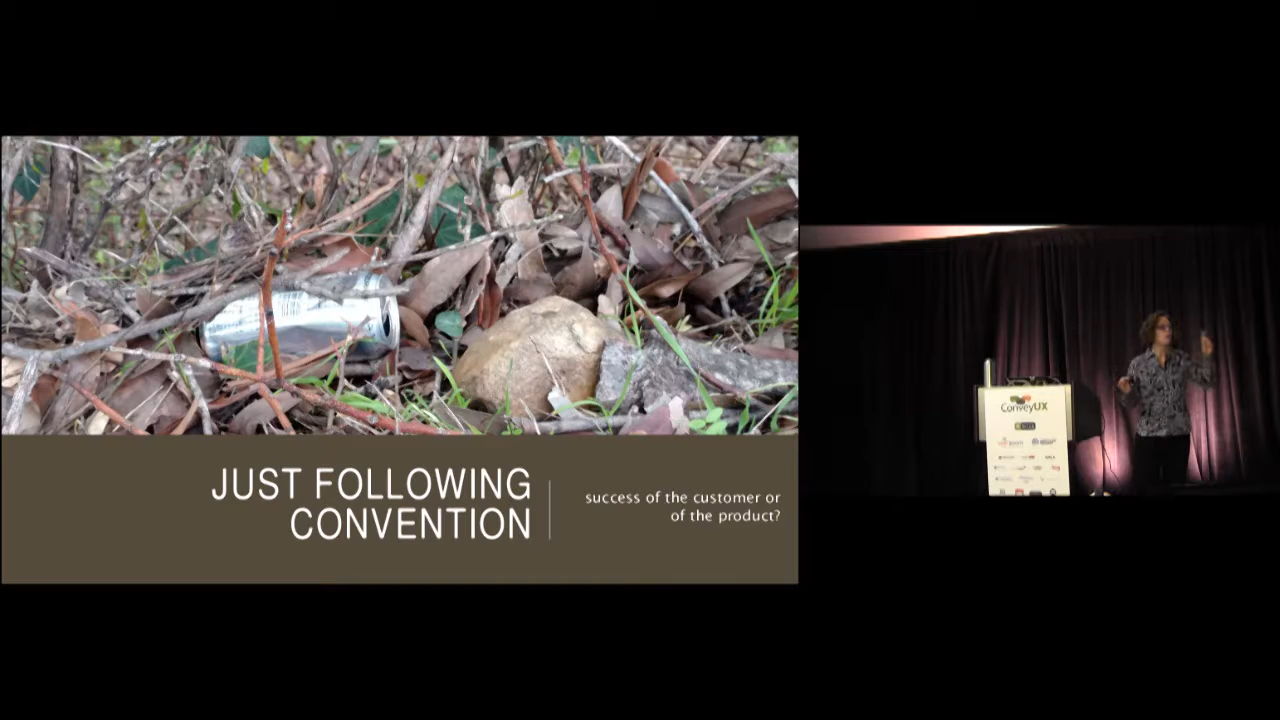 JUST FOLLOWING
CONVENTION
success of the customer or
of the product?
ConveyUX